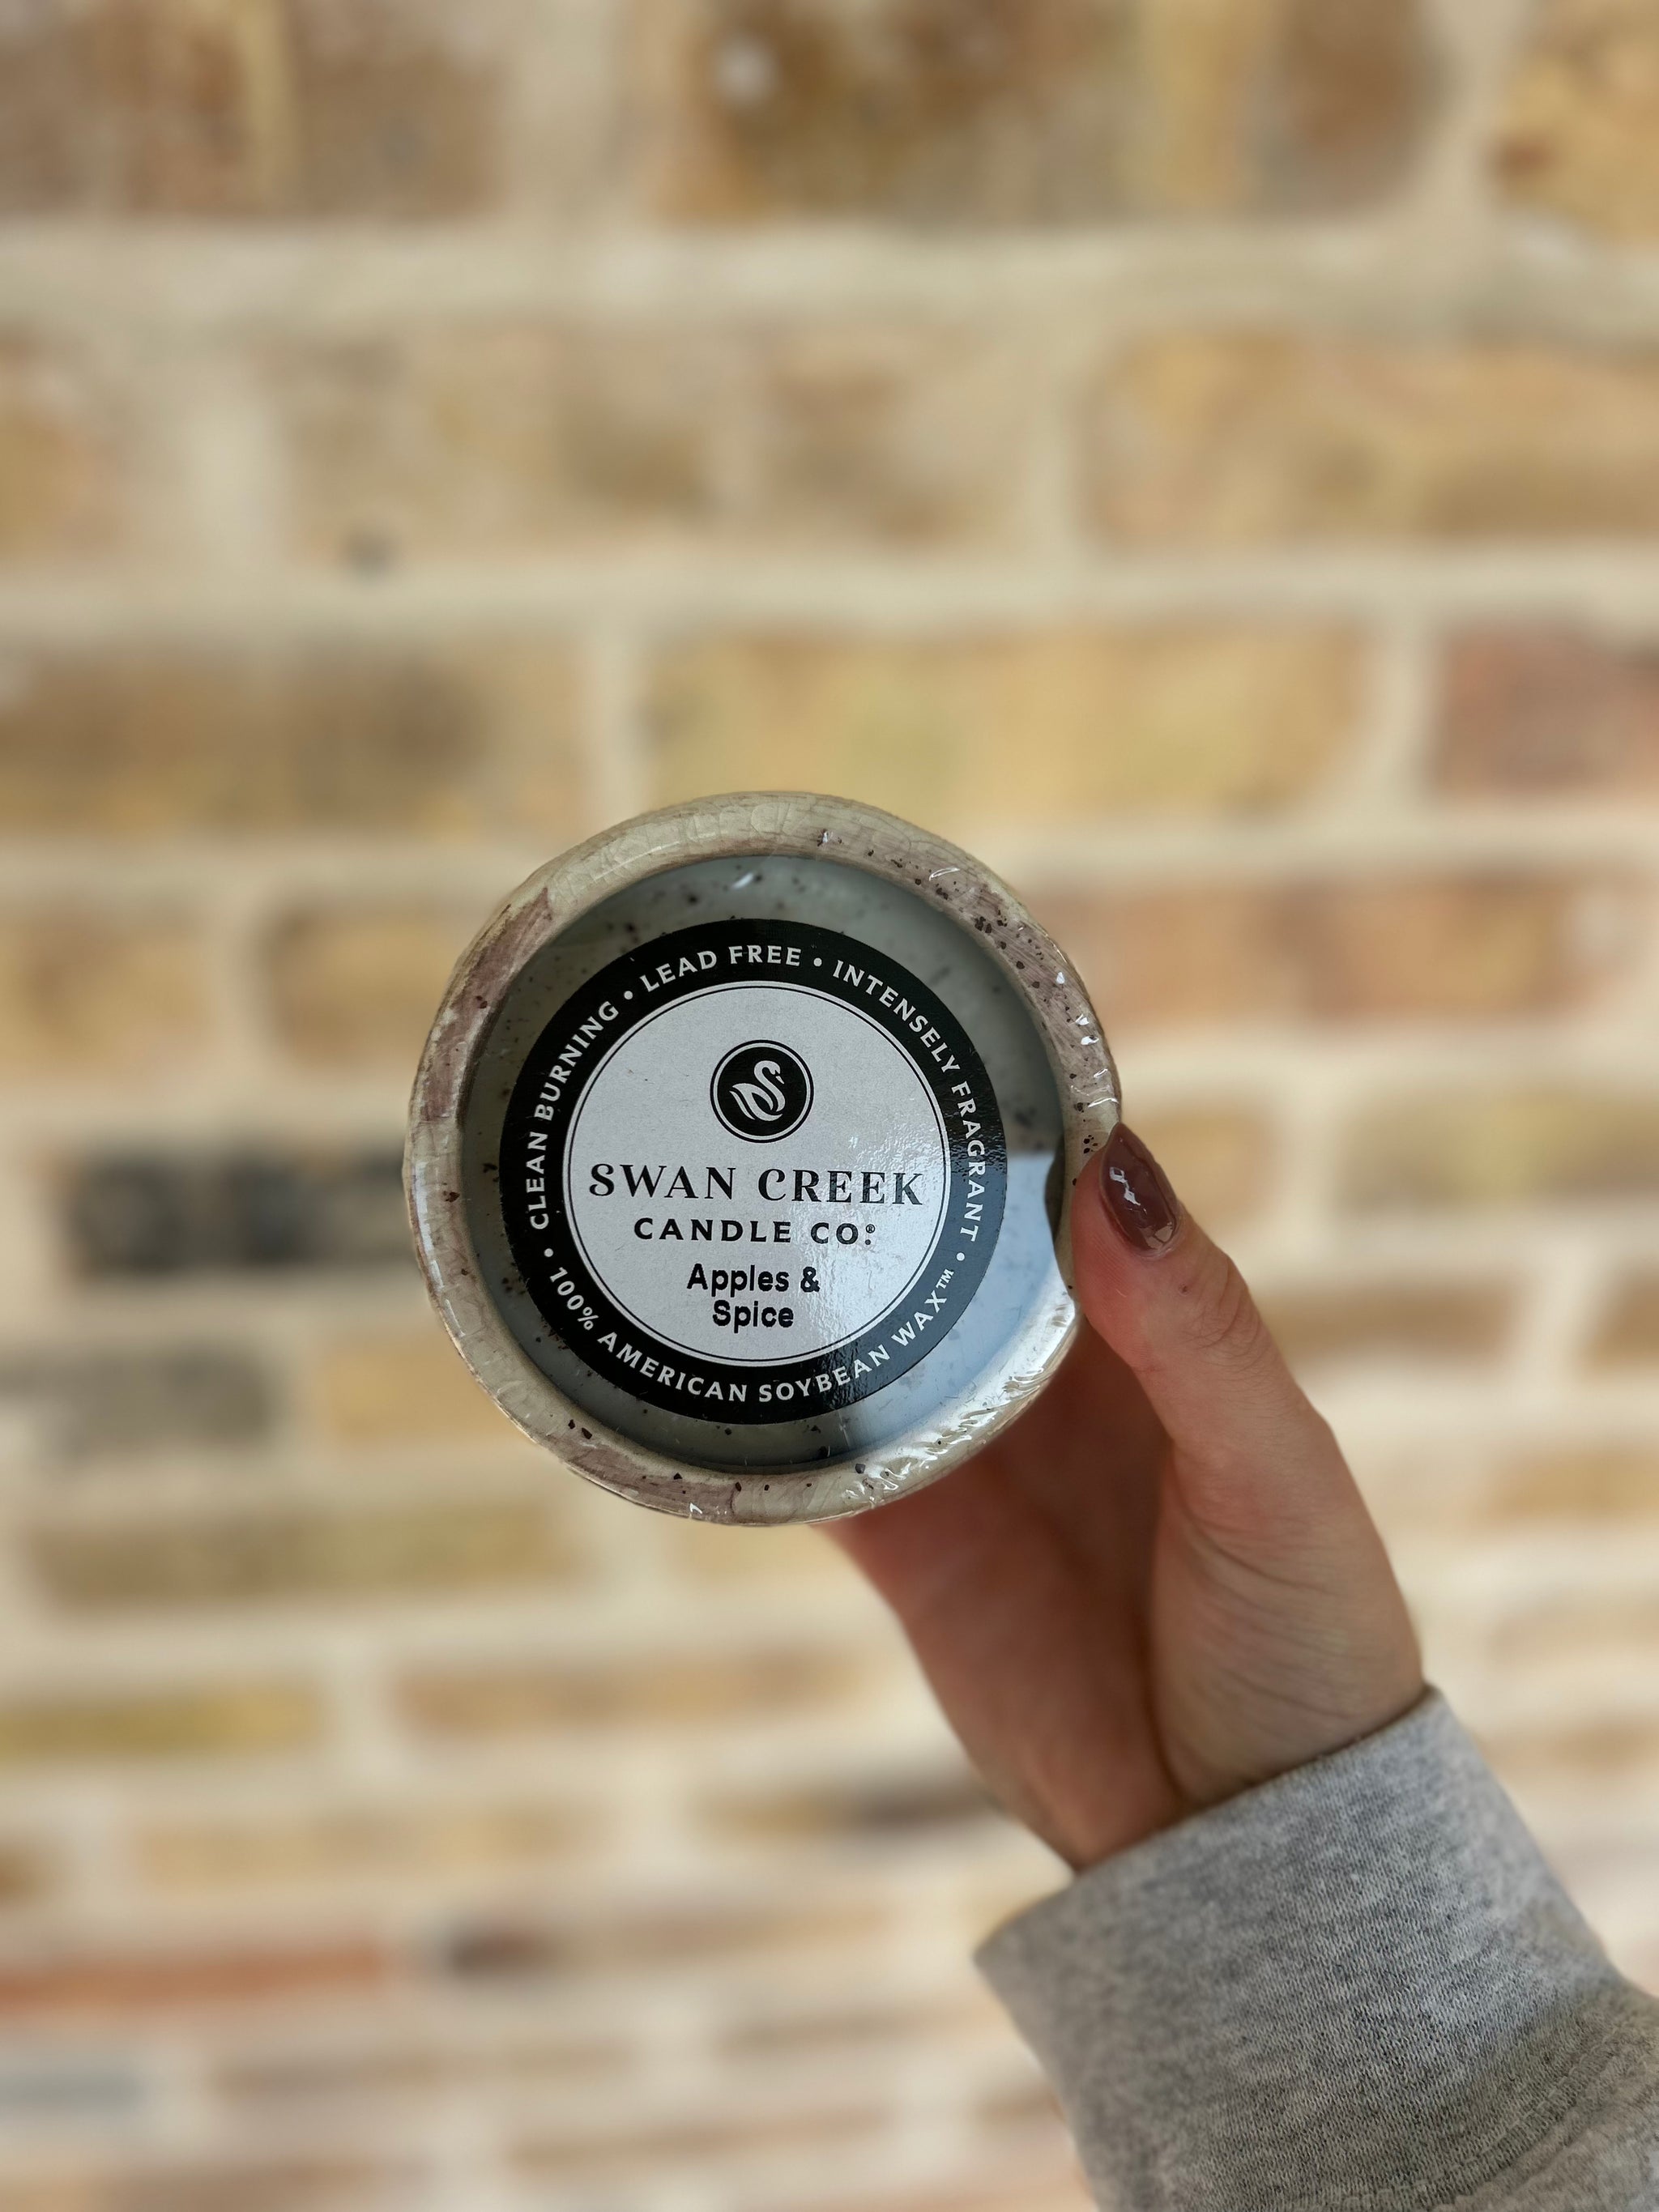 CLEAN BURNING • LEAD FREE • INTENSELY FRAGRANT • 100% AMERICAN SOYBEAN WAX™ •
SWAN CREEK
CANDLE CO.®
Apples &
Spice